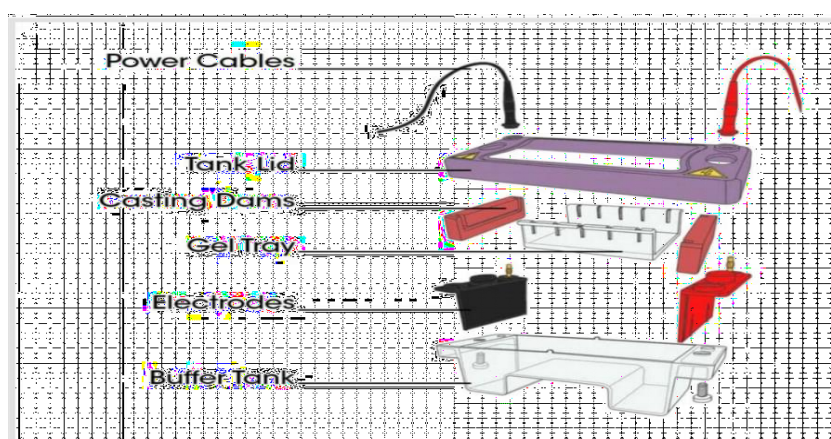 Power Cables
Tank Lid
Casting Dams
Gel Tray
Electrodes
Buffer Tank